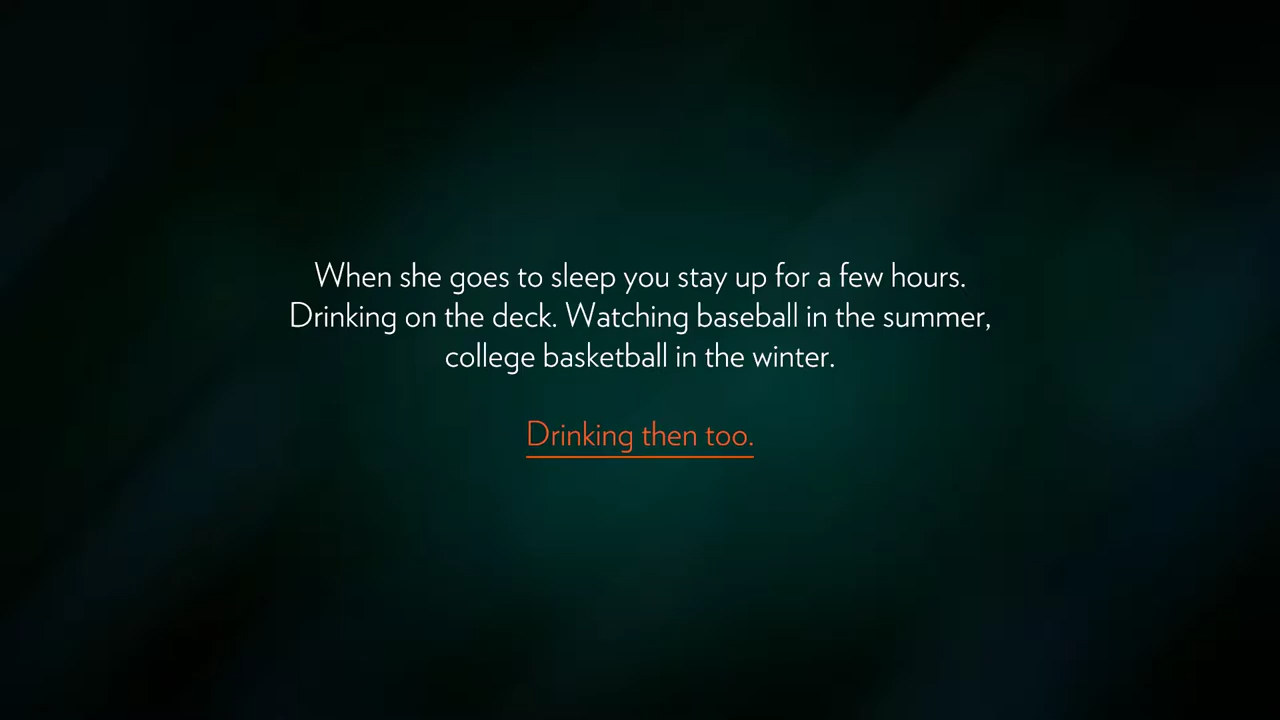 When she goes to sleep you stay up for a few hours.
Drinking on the deck. Watching baseball in the summer,
college basketball in the winter.
Drinking then too.